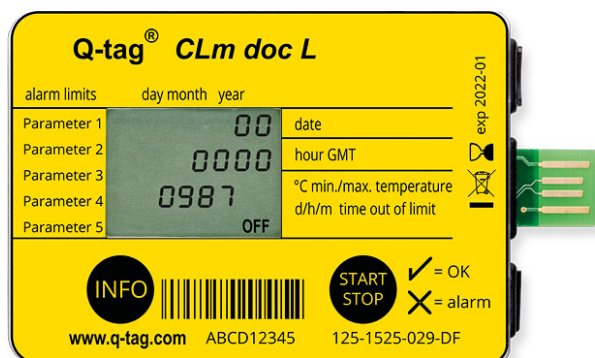 Q-tag® CLm doc L
alarm limits day month year
Parameter 1 00 date
Parameter 2 0000 hour GMT
Parameter 3 °C min./max. temperature
Parameter 4 0987 d/h/m time out of limit
Parameter 5 OFF
exp 2022-01
INFO START STOP
✓ = OK
✗ = alarm
www.q-tag.com ABCD12345 125-1525-029-DF